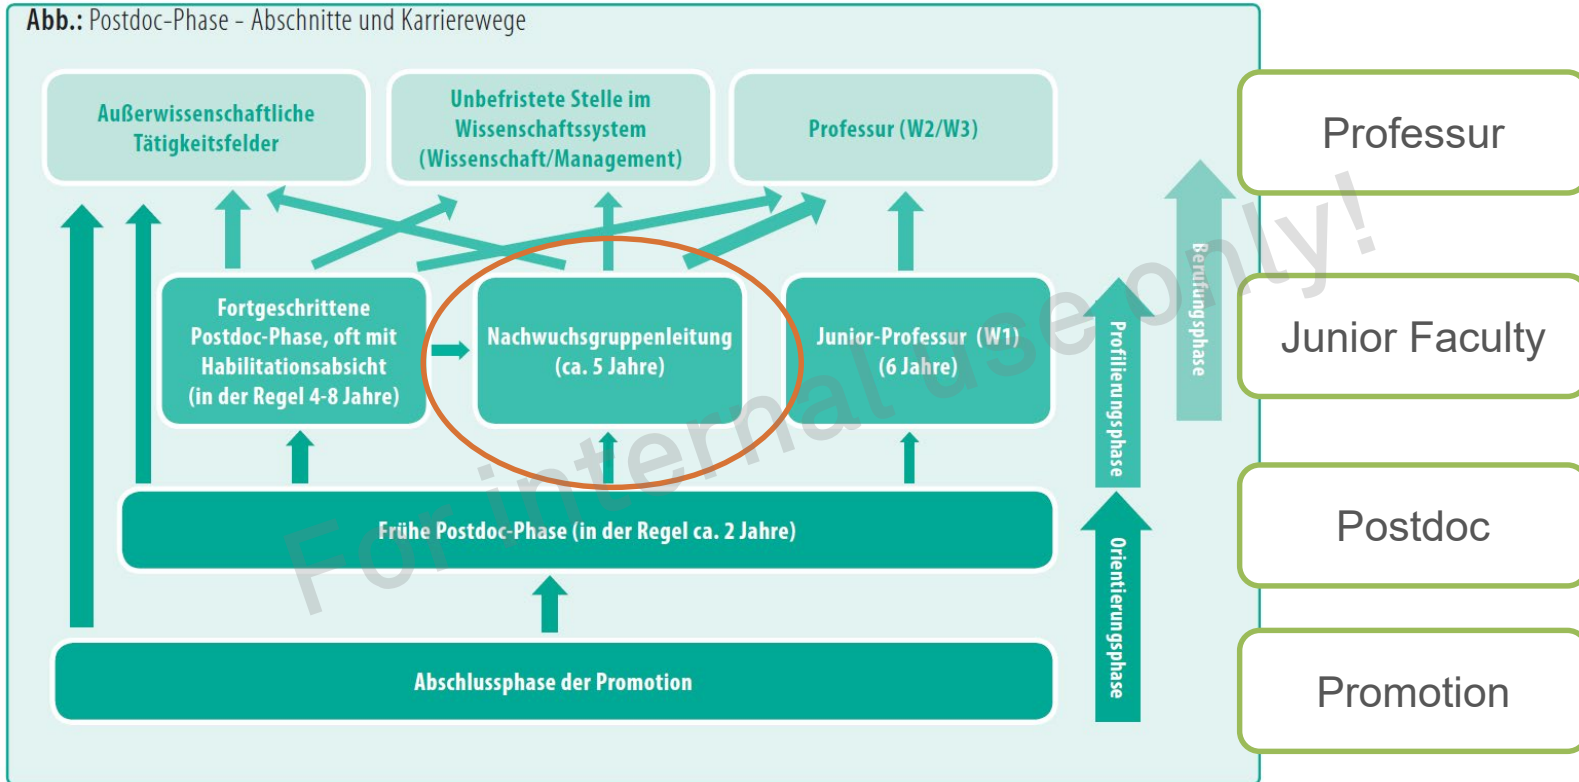 Abb.: Postdoc-Phase – Abschnitte und Karrierewege
Außerwissenschaftliche
Tätigkeitsfelder
Unbefristete Stelle im
Wissenschaftssystem
(Wissenschaft/Management)
Professur (W2/W3)
Professur
Fortgeschrittene
Postdoc-Phase, oft mit
Habilitationsabsicht
(in der Regel 4-8 Jahre)
Nachwuchsgruppenleitung
(ca. 5 Jahre)
Junior-Professur (W1)
(6 Jahre)
Profilierungsphase
Berufungsphase
Junior Faculty
Frühe Postdoc-Phase (in der Regel ca. 2 Jahre)
Orientierungsphase
Postdoc
Abschlussphase der Promotion
Promotion
For internal use only!